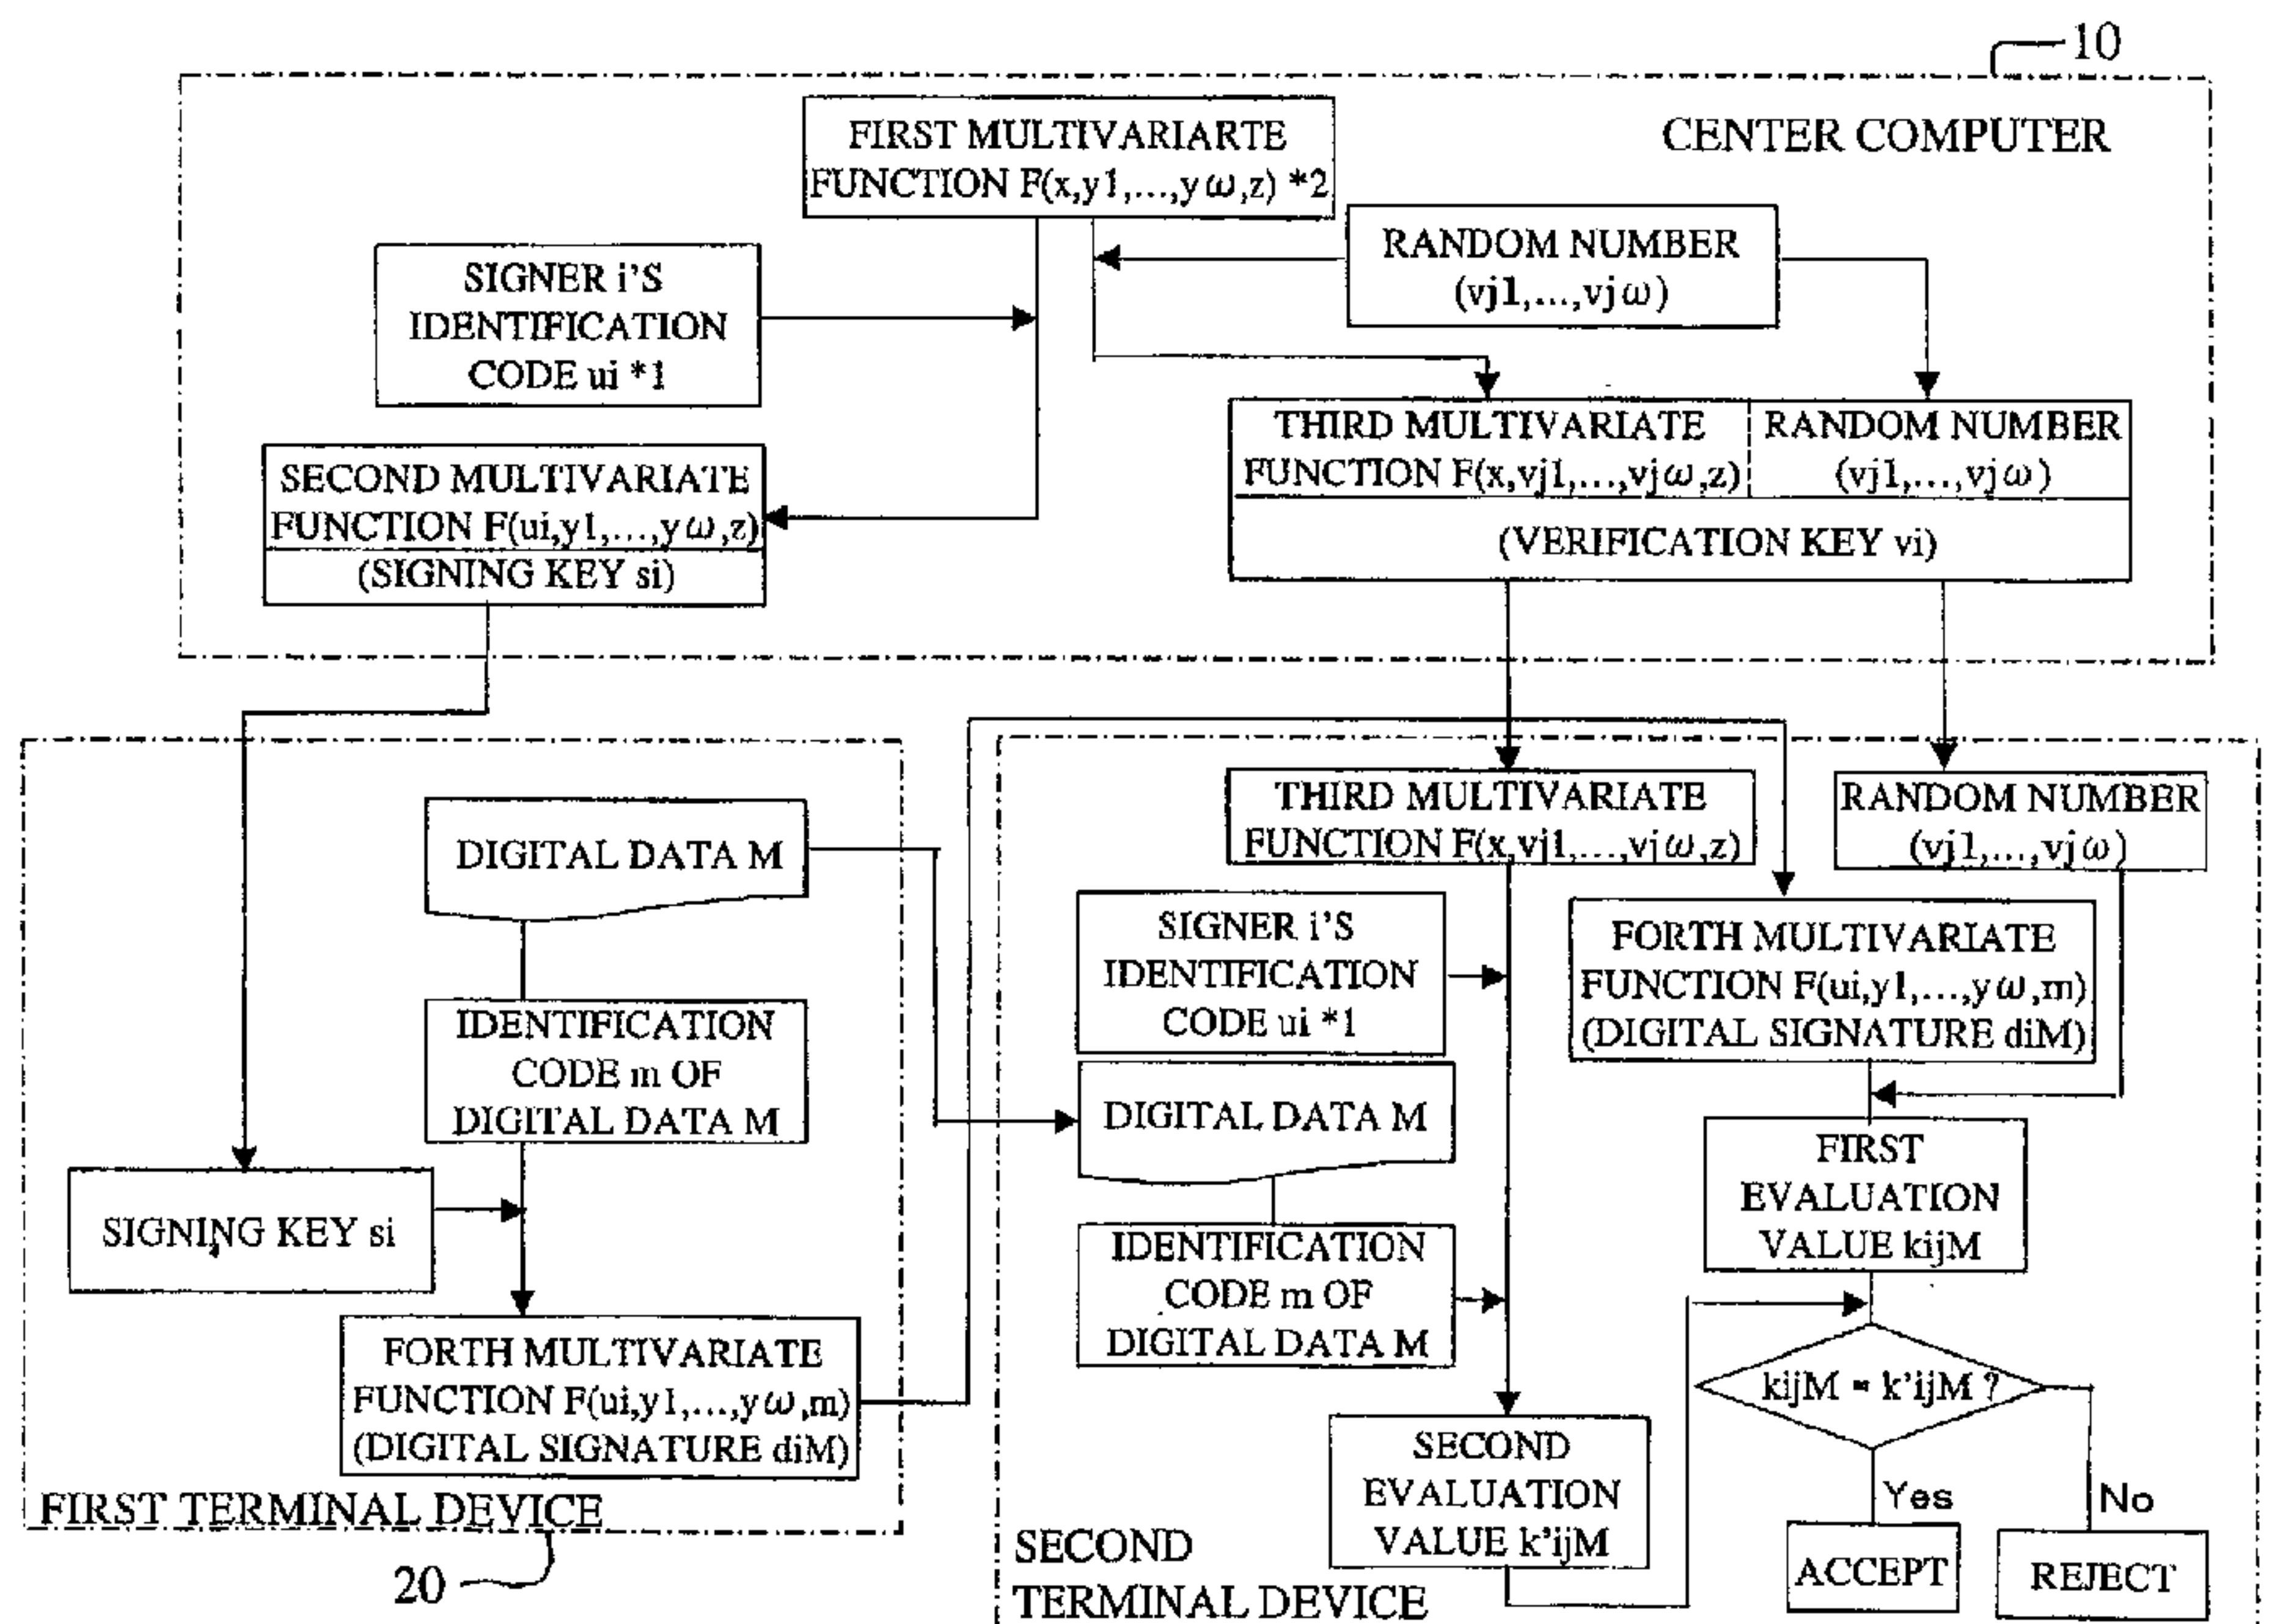 10
CENTER COMPUTER
FIRST MULTIVARIARTE
FUNCTION F(x,y1,...,yω,z) *2
RANDOM NUMBER
(vj1,...,vjω)
SIGNER i'S
IDENTIFICATION
CODE ui *1
THIRD MULTIVARIATE
FUNCTION F(x,vj1,...,vjω,z)
RANDOM NUMBER
(vj1,...,vjω)
(VERIFICATION KEY vi)
SECOND MULTIVARIATE
FUNCTION F(ui,y1,...,yω,z)
(SIGNING KEY si)
DIGITAL DATA M
IDENTIFICATION
CODE m OF
DIGITAL DATA M
SIGNING KEY si
FORTH MULTIVARIATE
FUNCTION F(ui,y1,...,yω,m)
(DIGITAL SIGNATURE diM)
FIRST TERMINAL DEVICE
20
THIRD MULTIVARIATE
FUNCTION F(x,vj1,...,vjω,z)
RANDOM NUMBER
(vj1,...,vjω)
SIGNER i'S
IDENTIFICATION
CODE ui *1
FORTH MULTIVARIATE
FUNCTION F(ui,y1,...,yω,m)
(DIGITAL SIGNATURE diM)
DIGITAL DATA M
IDENTIFICATION
CODE m OF
DIGITAL DATA M
FIRST
EVALUATION
VALUE kijM
SECOND
EVALUATION
VALUE k'ijM
kijM = k'ijM ?
Yes
No
ACCEPT
REJECT
SECOND
TERMINAL DEVICE